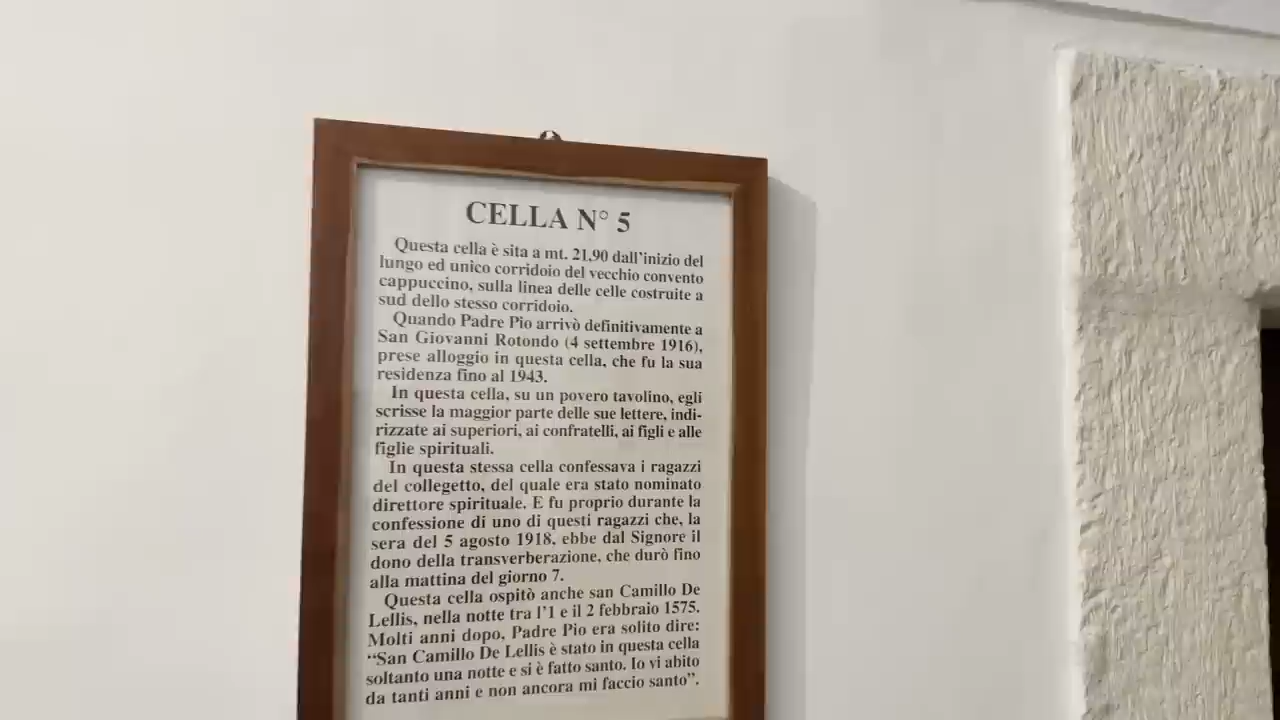 CELLA N° 5
Questa cella è sita a mt. 21,90 dall'inizio del
lungo ed unico corridoio del vecchio convento
cappuccino, sulla linea delle celle costruite a
sud dello stesso corridoio.
Quando Padre Pio arrivò definitivamente a
San Giovanni Rotondo (4 settembre 1916),
prese alloggio in questa cella, che fu la sua
residenza fino al 1943.
In questa cella, su un povero tavolino, egli
scrisse la maggior parte delle sue lettere, indi-
rizzate ai superiori, ai confratelli, ai figli e alle
figlie spirituali.
In questa stessa cella confessava i ragazzi
del collegetto, del quale era stato nominato
direttore spirituale. E fu proprio durante la
confessione di uno di questi ragazzi che, la
sera del 5 agosto 1918, ebbe dal Signore il
dono della transverberazione, che durò fino
alla mattina del giorno 7.
Questa cella ospitò anche san Camillo De
Lellis, nella notte tra l'1 e il 2 febbraio 1575.
Molti anni dopo, Padre Pio era solito dire:
“San Camillo De Lellis è stato in questa cella
soltanto una notte e si è fatto santo. Io vi abito
da tanti anni e non ancora mi faccio santo”.